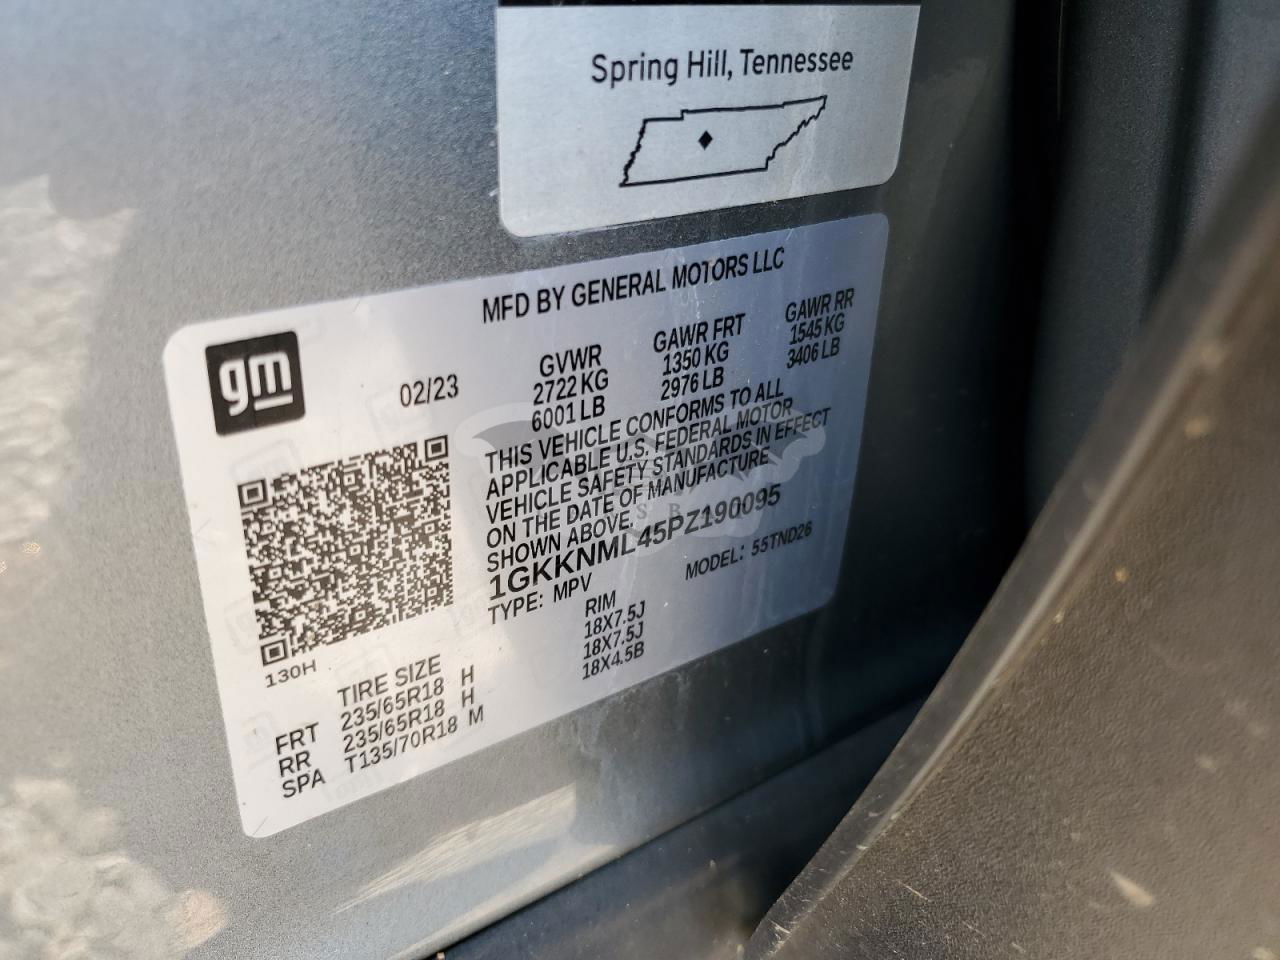 Spring Hill, Tennessee
MFD BY GENERAL MOTORS LLC
gm
02/23
GVWR
2722 KG
6001 LB
GAWR FRT
1350 KG
2976 LB
GAWR RR
1545 KG
3406 LB
THIS VEHICLE CONFORMS TO ALL
APPLICABLE U.S. FEDERAL MOTOR
VEHICLE SAFETY STANDARDS IN EFFECT
ON THE DATE OF MANUFACTURE
SHOWN ABOVE.
1GKKNML45PZ190095
TYPE: MPV
MODEL: 55TND26
130H
TIRE SIZE
RIM
FRT 235/65R18 H 18X7.5J
RR 235/65R18 H 18X7.5J
SPA T135/70R18 M 18X4.5B